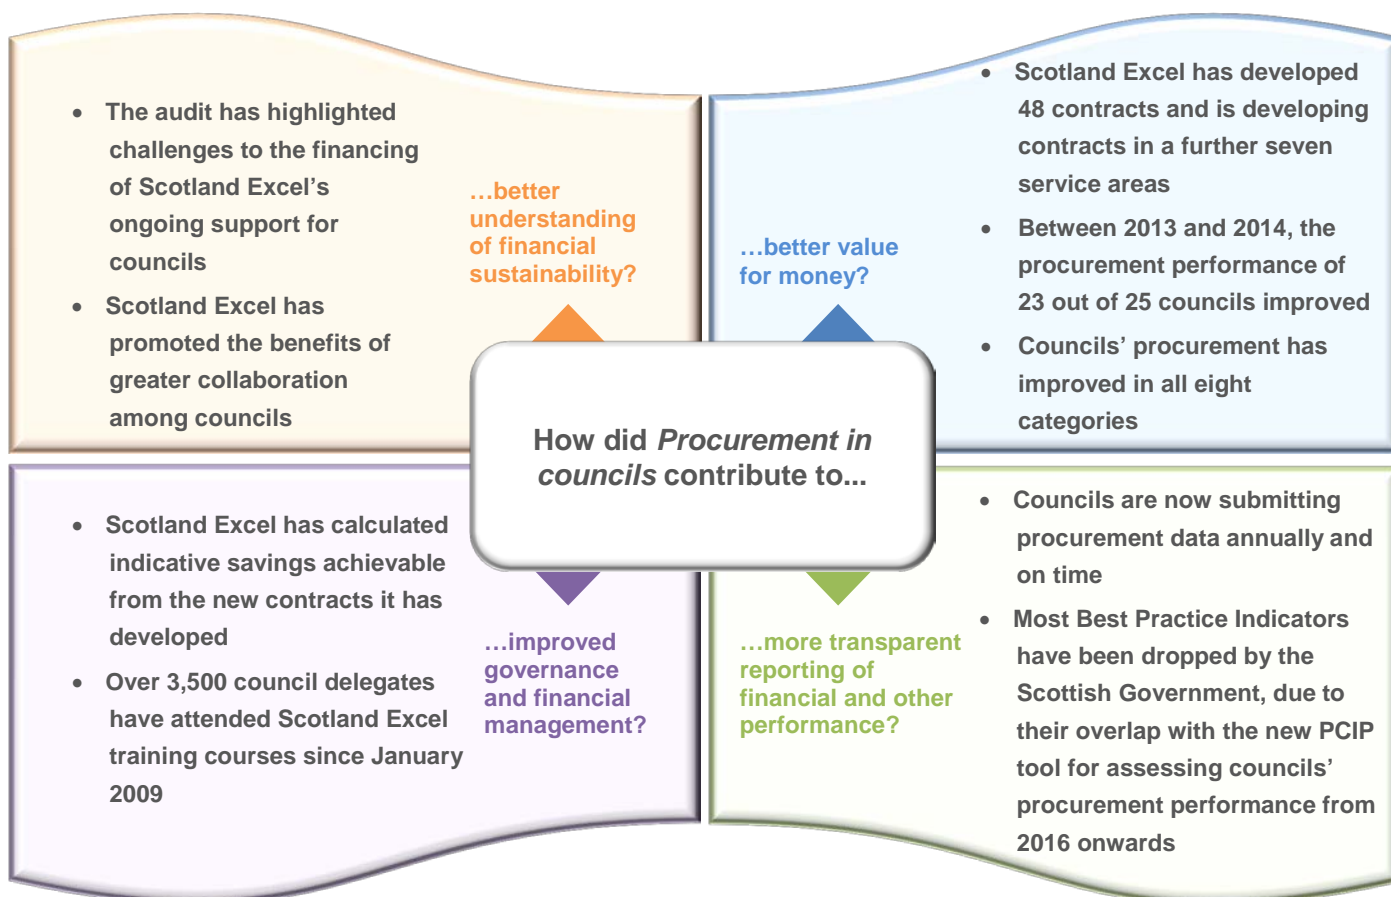 • The audit has highlighted
challenges to the financing
of Scotland Excel’s
ongoing support for
councils
• Scotland Excel has
promoted the benefits of
greater collaboration
among councils
…better
understanding
of financial
sustainability?
…better value
for money?
• Scotland Excel has developed
48 contracts and is developing
contracts in a further seven
service areas
• Between 2013 and 2014, the
procurement performance of
23 out of 25 councils improved
• Councils’ procurement has
improved in all eight
categories
How did Procurement in
councils contribute to...
• Scotland Excel has calculated
indicative savings achievable
from the new contracts it has
developed
• Over 3,500 council delegates
have attended Scotland Excel
training courses since January
2009
…improved
governance
and financial
management?
…more transparent
reporting of
financial and other
performance?
• Councils are now submitting
procurement data annually and
on time
• Most Best Practice Indicators
have been dropped by the
Scottish Government, due to
their overlap with the new PCIP
tool for assessing councils’
procurement performance from
2016 onwards